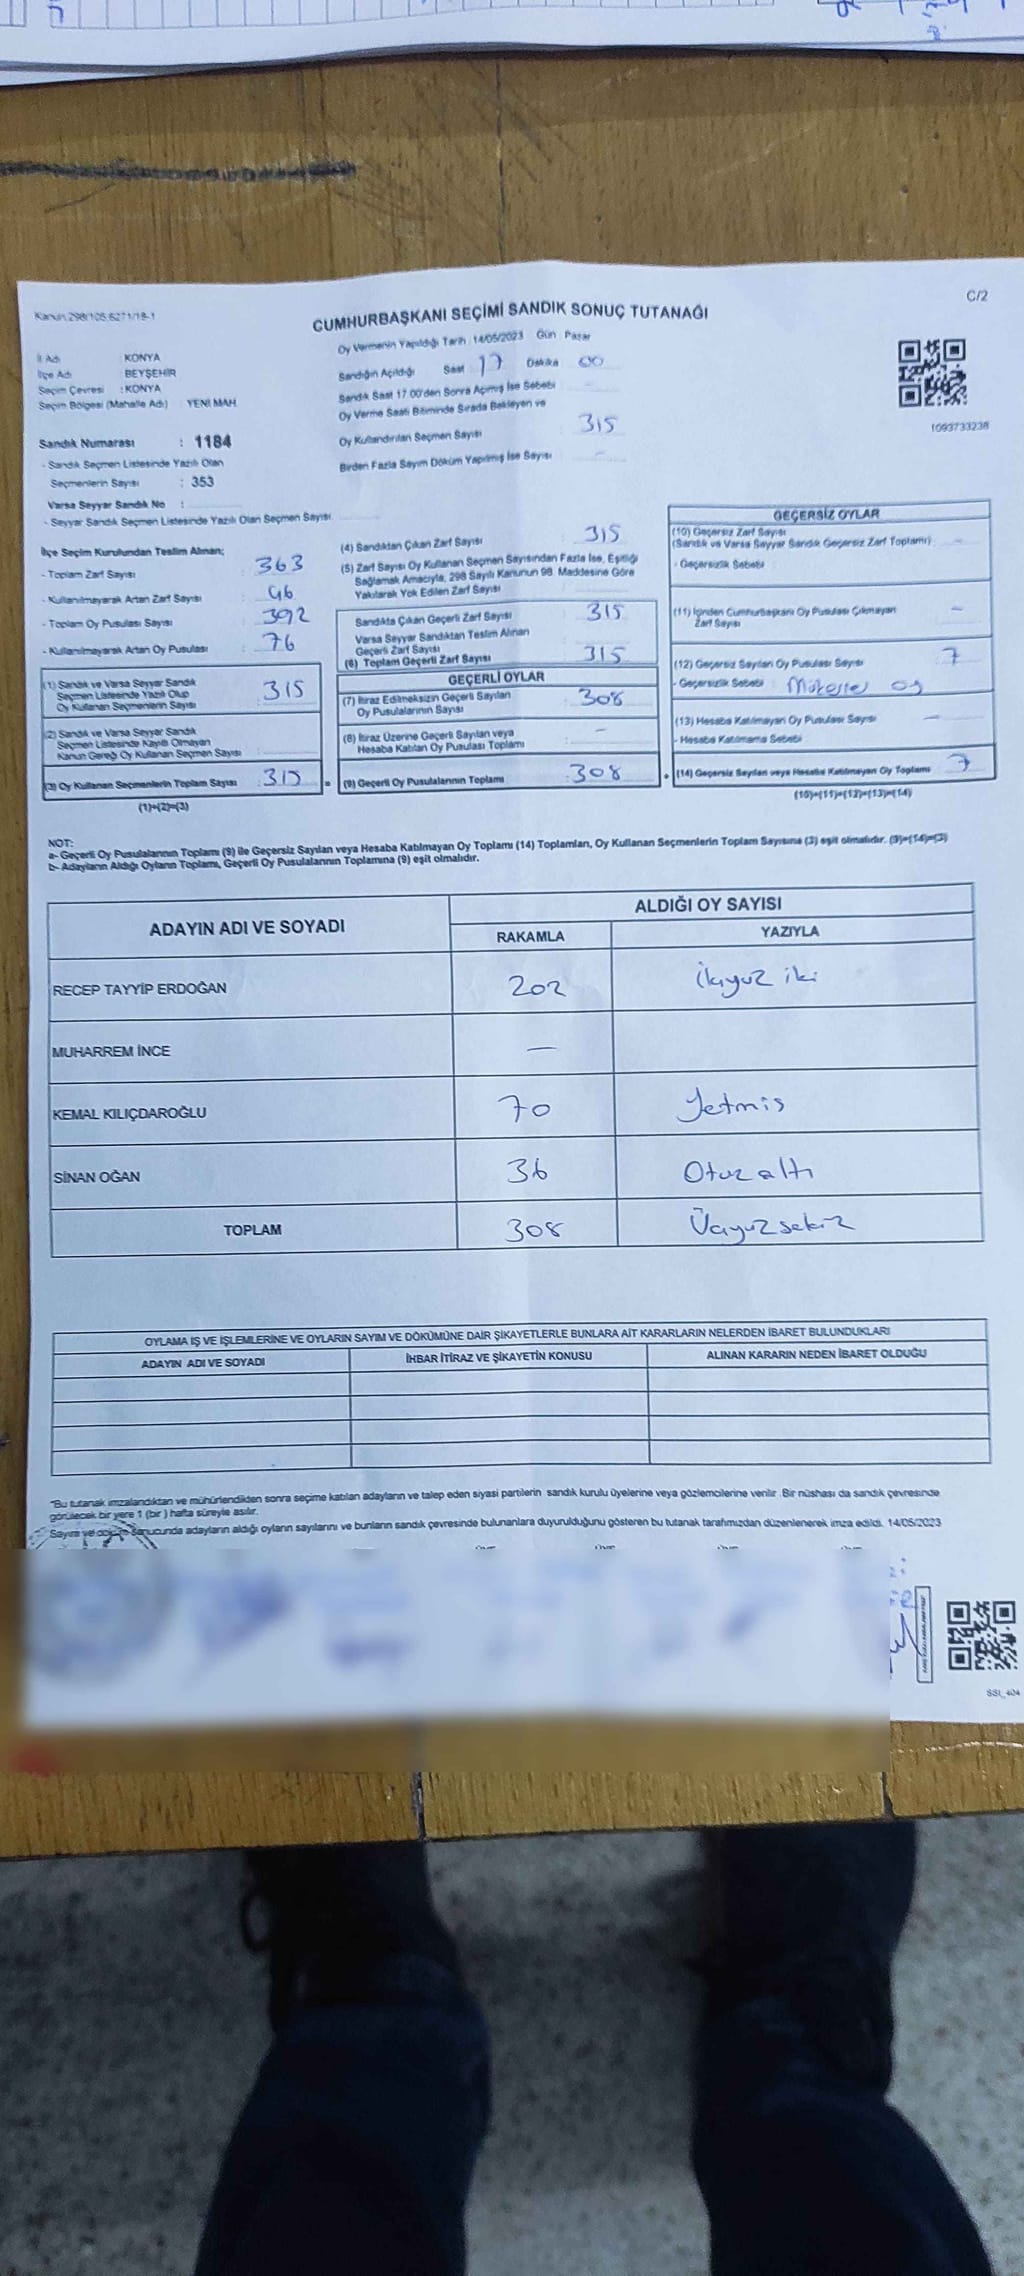 C/2
Kanun:298/105;6271/18-1
CUMHURBAŞKANI SEÇİMİ SANDIK SONUÇ TUTANAĞI
İl Adı : KONYA
İlçe Adı : BEYŞEHİR
Seçim Çevresi : KONYA
Seçim Bölgesi (Mahalle Adı) YENİ MAH.
Sandık Numarası : 1184
- Sandık Seçmen Listesinde Yazılı Olan
Seçmenlerin Sayısı : 353
Varsa Seyyar Sandık No :
- Seyyar Sandık Seçmen Listesinde Yazılı Olan Seçmen Sayısı
Oy Vermenin Yapıldığı Tarih : 14/05/2023 Gün : Pazar
Sandığın Açıldığı Saat 17 Dakika 00
Sandık Saat 17.00'den Sonra Açımış İse Sebebi -
Oy Verme Saati Bitiminde Sırada Bekleyen ve
Oy Kullandırılan Seçmen Sayısı : 315
Birden Fazla Sayım Döküm Yapılmış İse Sayısı -
1093733238
İlçe Seçim Kurulundan Teslim Alınan;
- Toplam Zarf Sayısı : 363
- Kullanılmayarak Artan Zarf Sayısı : 46
- Toplam Oy Pusulası Sayısı : 392
- Kullanılmayarak Artan Oy Pusulası : 76
(1) Sandık ve Varsa Seyyar Sandık
Seçmen Listesinde Yazılı Olup
Oy Kullanan Seçmenlerin Sayısı : 315
(2) Sandık ve Varsa Seyyar Sandık
Seçmen Listesinde Kayıtlı Olmayan
Kanun Gereği Oy Kullanan Seçmen Sayısı :
(3) Oy Kullanan Seçmenlerin Toplam Sayısı : 315 =
(1)+(2)=(3)
(4) Sandıktan Çıkan Zarf Sayısı : 315
(5) Zarf Sayısı Oy Kullanan Seçmen Sayısından Fazla İse, Eşitliği
Sağlamak Amacıyla, 298 Sayılı Kanunun 98. Maddesine Göre
Yakılarak Yok Edilen Zarf Sayısı
Sandıkta Çıkan Geçerli Zarf Sayısı : 315
Varsa Seyyar Sandıktan Teslim Alınan
Geçerli Zarf Sayısı
(6) Toplam Geçerli Zarf Sayısı : 315
GEÇERLİ OYLAR
(7) İtiraz Edilmeksizin Geçerli Sayılan
Oy Pusulalarının Sayısı : 308
(8) İtiraz Üzerine Geçerli Sayılan veya
Hesaba Katılan Oy Pusulası Toplamı : -
(9) Geçerli Oy Pusulalarının Toplamı : 308 +
GEÇERSİZ OYLAR
(10) Geçersiz Zarf Sayısı
(Sandık ve Varsa Seyyar Sandık Geçersiz Zarf Toplamı) : -
- Geçersizlik Sebebi :
(11) İçinden Cumhurbaşkanı Oy Pusulası Çıkmayan
Zarf Sayısı : -
(12) Geçersiz Sayılan Oy Pusulası Sayısı : 7
- Geçersizlik Sebebi : Mükerrer oy
(13) Hesaba Katılmayan Oy Pusulası Sayısı : -
- Hesaba Katılmama Sebebi
(14) Geçersiz Sayılan veya Hesaba Katılmayan Oy Toplamı : 7
(10)+(11)+(12)+(13)=(14)
NOT:
a- Geçerli Oy Pusulalarının Toplamı (9) ile Geçersiz Sayılan veya Hesaba Katılmayan Oy Toplamı (14) Toplamları, Oy Kullanan Seçmenlerin Toplam Sayısına (3) eşit olmalıdır. (9)+(14)=(3)
b- Adayların Aldığı Oyların Toplamı, Geçerli Oy Pusulalarının Toplamına (9) eşit olmalıdır.
ADAYIN ADI VE SOYADI ALDIĞI OY SAYISI
RAKAMLA YAZIYLA
RECEP TAYYİP ERDOĞAN 202 ikiyüz iki
MUHARREM İNCE —
KEMAL KILIÇDAROĞLU 70 Yetmis
SİNAN OĞAN 36 Otuz altı
TOPLAM 308 Üçyüz sekiz
OYLAMA İŞ VE İŞLEMLERİNE VE OYLARIN SAYIM VE DÖKÜMÜNE DAİR ŞİKAYETLERLE BUNLARA AİT KARARLARIN NELERDEN İBARET BULUNDUKLARI
ADAYIN ADI VE SOYADI İHBAR İTİRAZ VE ŞİKAYETİN KONUSU ALINAN KARARIN NEDEN İBARET OLDUĞU
*Bu tutanak imzalandıktan ve mühürlendikten sonra seçime katılan adayların ve talep eden siyasi partilerin sandık kurulu üyelerine veya gözlemcilerine verilir. Bir nüshası da sandık çevresinde
görülecek bir yere 1 (bir) hafta süreyle asılır.
Sayım ve döküm sonucunda adayların aldığı oyların sayılarını ve bunların sandık çevresinde bulunanlara duyurulduğunu gösteren bu tutanak tarafımızdan düzenlenerek imza edildi. 14/05/2023
SSI_404